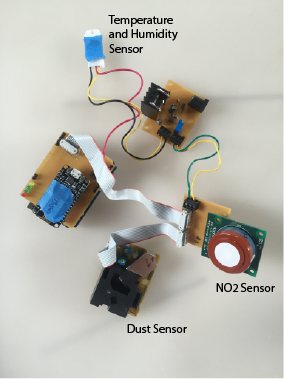 Temperature
and Humidity
Sensor
NO2 Sensor
Dust Sensor